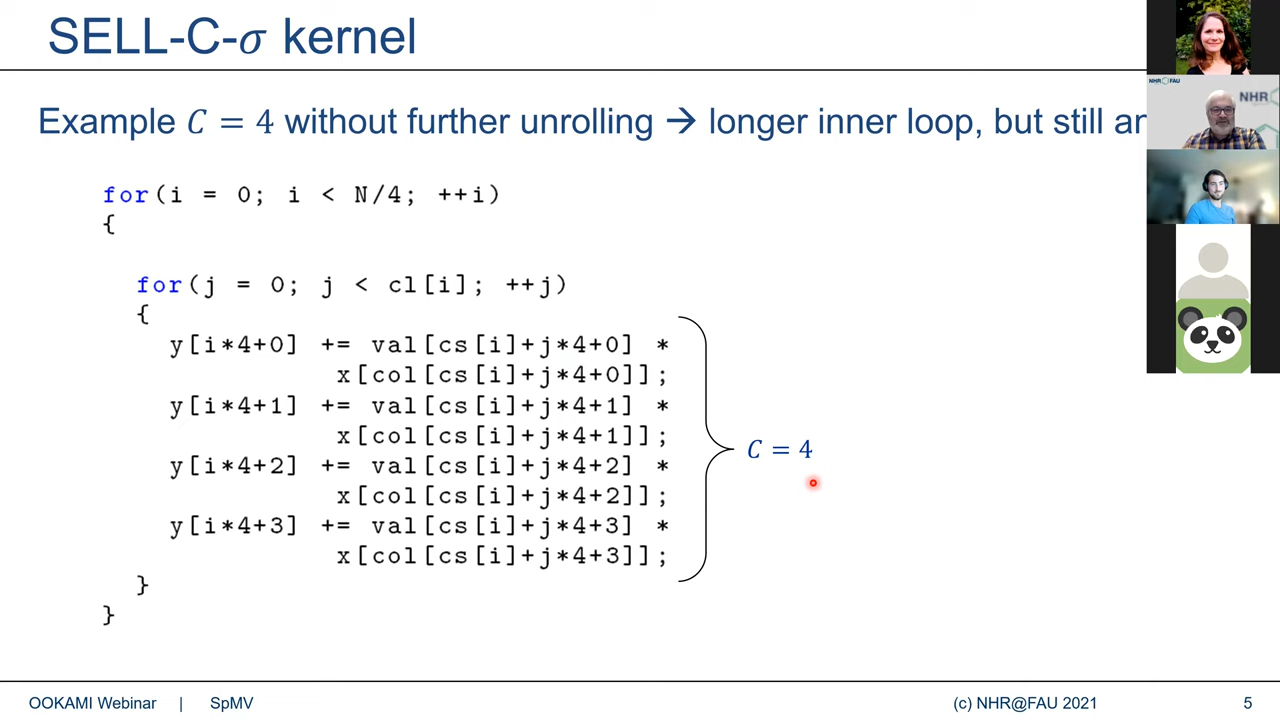 SELL-C-σ kernel
Example C = 4 without further unrolling → longer inner loop, but still
for(i = 0; i < N/4; ++i)
{
for(j = 0; j < cl[i]; ++j)
{
y[i*4+0] += val[cs[i]+j*4+0] *
x[col[cs[i]+j*4+0]];
y[i*4+1] += val[cs[i]+j*4+1] *
x[col[cs[i]+j*4+1]];
y[i*4+2] += val[cs[i]+j*4+2] *
x[col[cs[i]+j*4+2]];
y[i*4+3] += val[cs[i]+j*4+3] *
x[col[cs[i]+j*4+3]];
}
}
C = 4
NHR FAU
NHR
OOKAMI Webinar | SpMV (c) NHR@FAU 2021 5